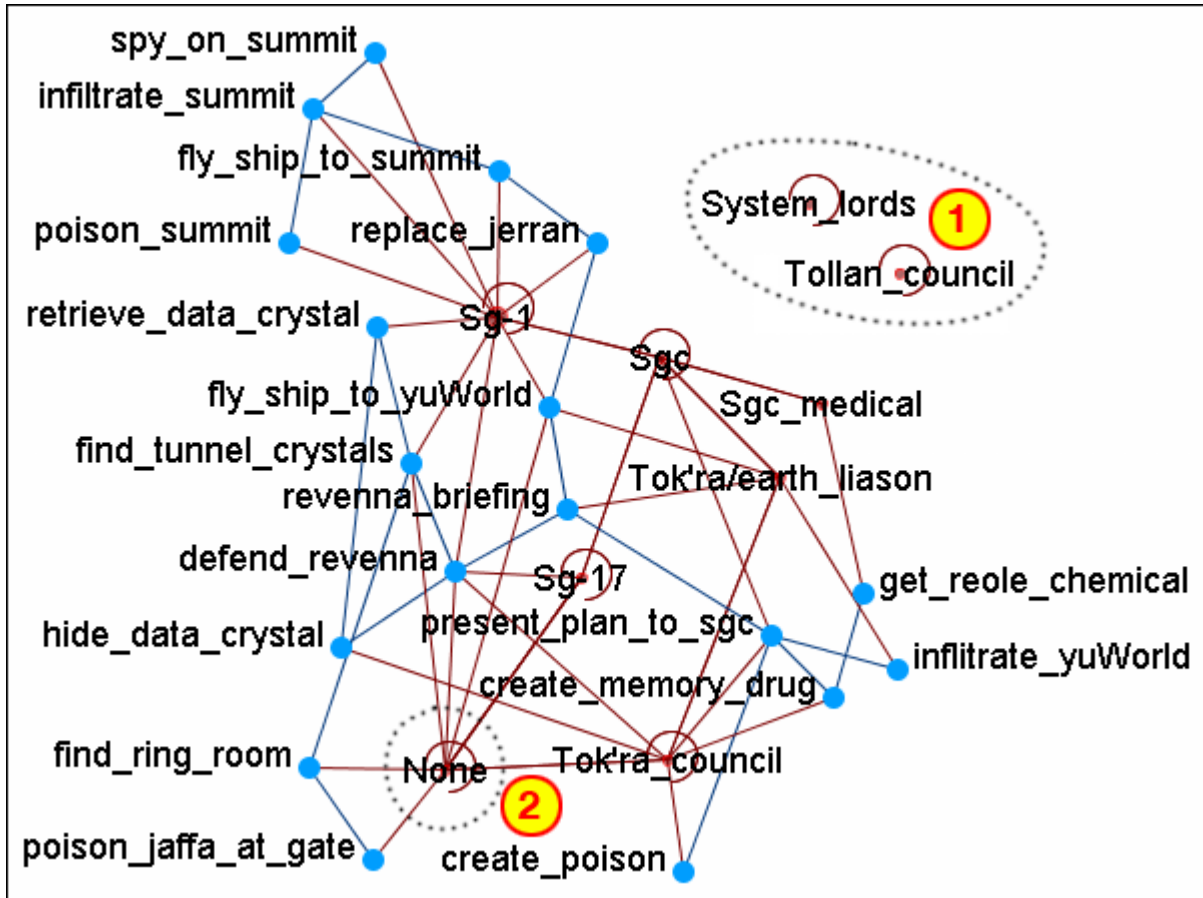 spy_on_summit
infiltrate_summit
fly_ship_to_summit
System_lords
1
poison_summit
replace_jerran
Tollan_council
retrieve_data_crystal
Sg-1
Sgc
fly_ship_to_yuWorld
Sgc_medical
find_tunnel_crystals
Tok'ra/earth_liason
revenna_briefing
defend_revenna
Sg-17
get_reole_chemical
present_plan_to_sgc
hide_data_crystal
inflitrate_yuWorld
create_memory_drug
find_ring_room
None
Tok'ra_council
2
poison_jaffa_at_gate
create_poison